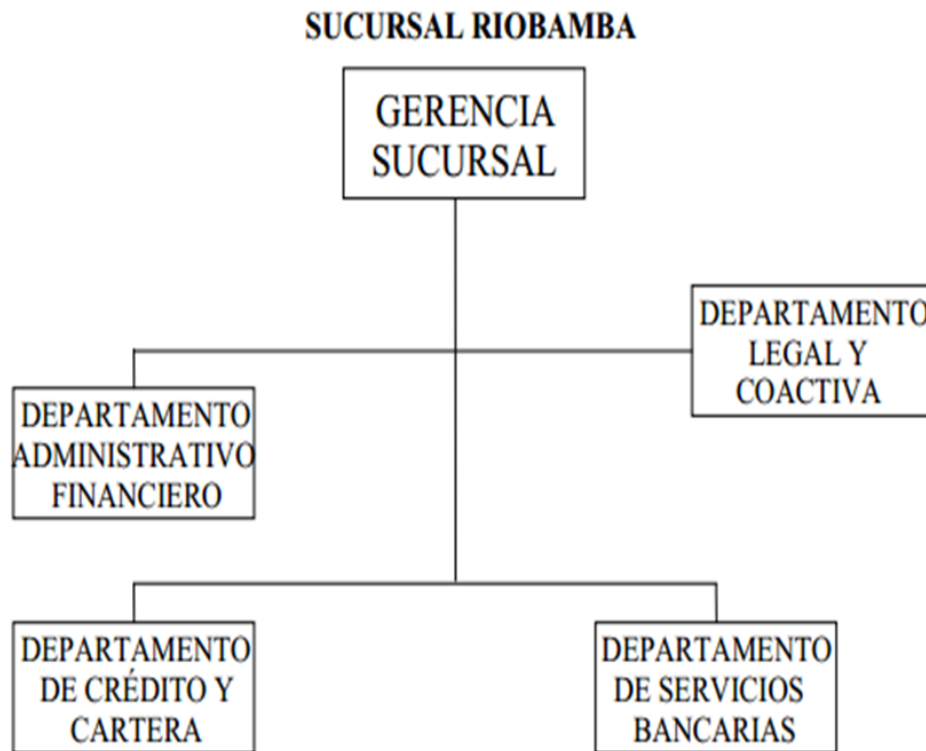 SUCURSAL RIOBAMBA
GERENCIA
SUCURSAL
DEPARTAMENTO
LEGAL Y
COACTIVA
DEPARTAMENTO
ADMINISTRATIVO
FINANCIERO
DEPARTAMENTO
DE CRÉDITO Y
CARTERA
DEPARTAMENTO
DE SERVICIOS
BANCARIAS